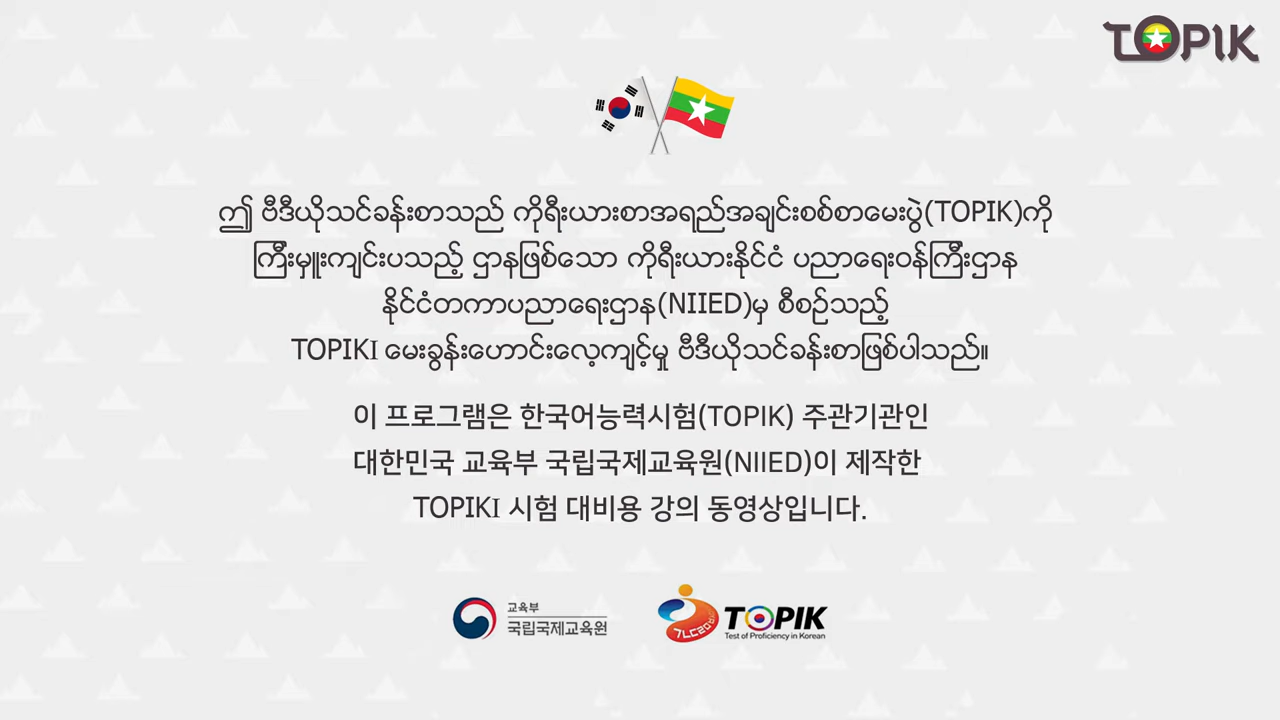 TOPIK
ဤ ဗီဒီယိုသင်ခန်းစာသည် ကိုရီးယားစာအရည်အချင်းစစ်စာမေးပွဲ(TOPIK)ကို
ကြီးမှူးကျင်းပသည့် ဌာနဖြစ်သော ကိုရီးယားနိုင်ငံ ပညာရေးဝန်ကြီးဌာန
နိုင်ငံတကာပညာရေးဌာန(NIIED)မှ စီစဉ်သည့်
TOPIKI မေးခွန်းဟောင်းလေ့ကျင့်မှု ဗီဒီယိုသင်ခန်းစာဖြစ်ပါသည်။
이 프로그램은 한국어능력시험(TOPIK) 주관기관인
대한민국 교육부 국립국제교육원(NIIED)이 제작한
TOPIKI 시험 대비용 강의 동영상입니다.
교육부
국립국제교육원
TOPIK
Test of Proficiency in Korean